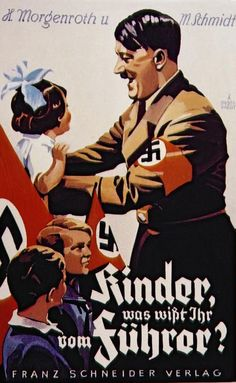 H. Morgenroth u. M. Schmidt
Kinder,
was wißt Ihr
vom Führer?
FRANZ SCHNEIDER VERLAG